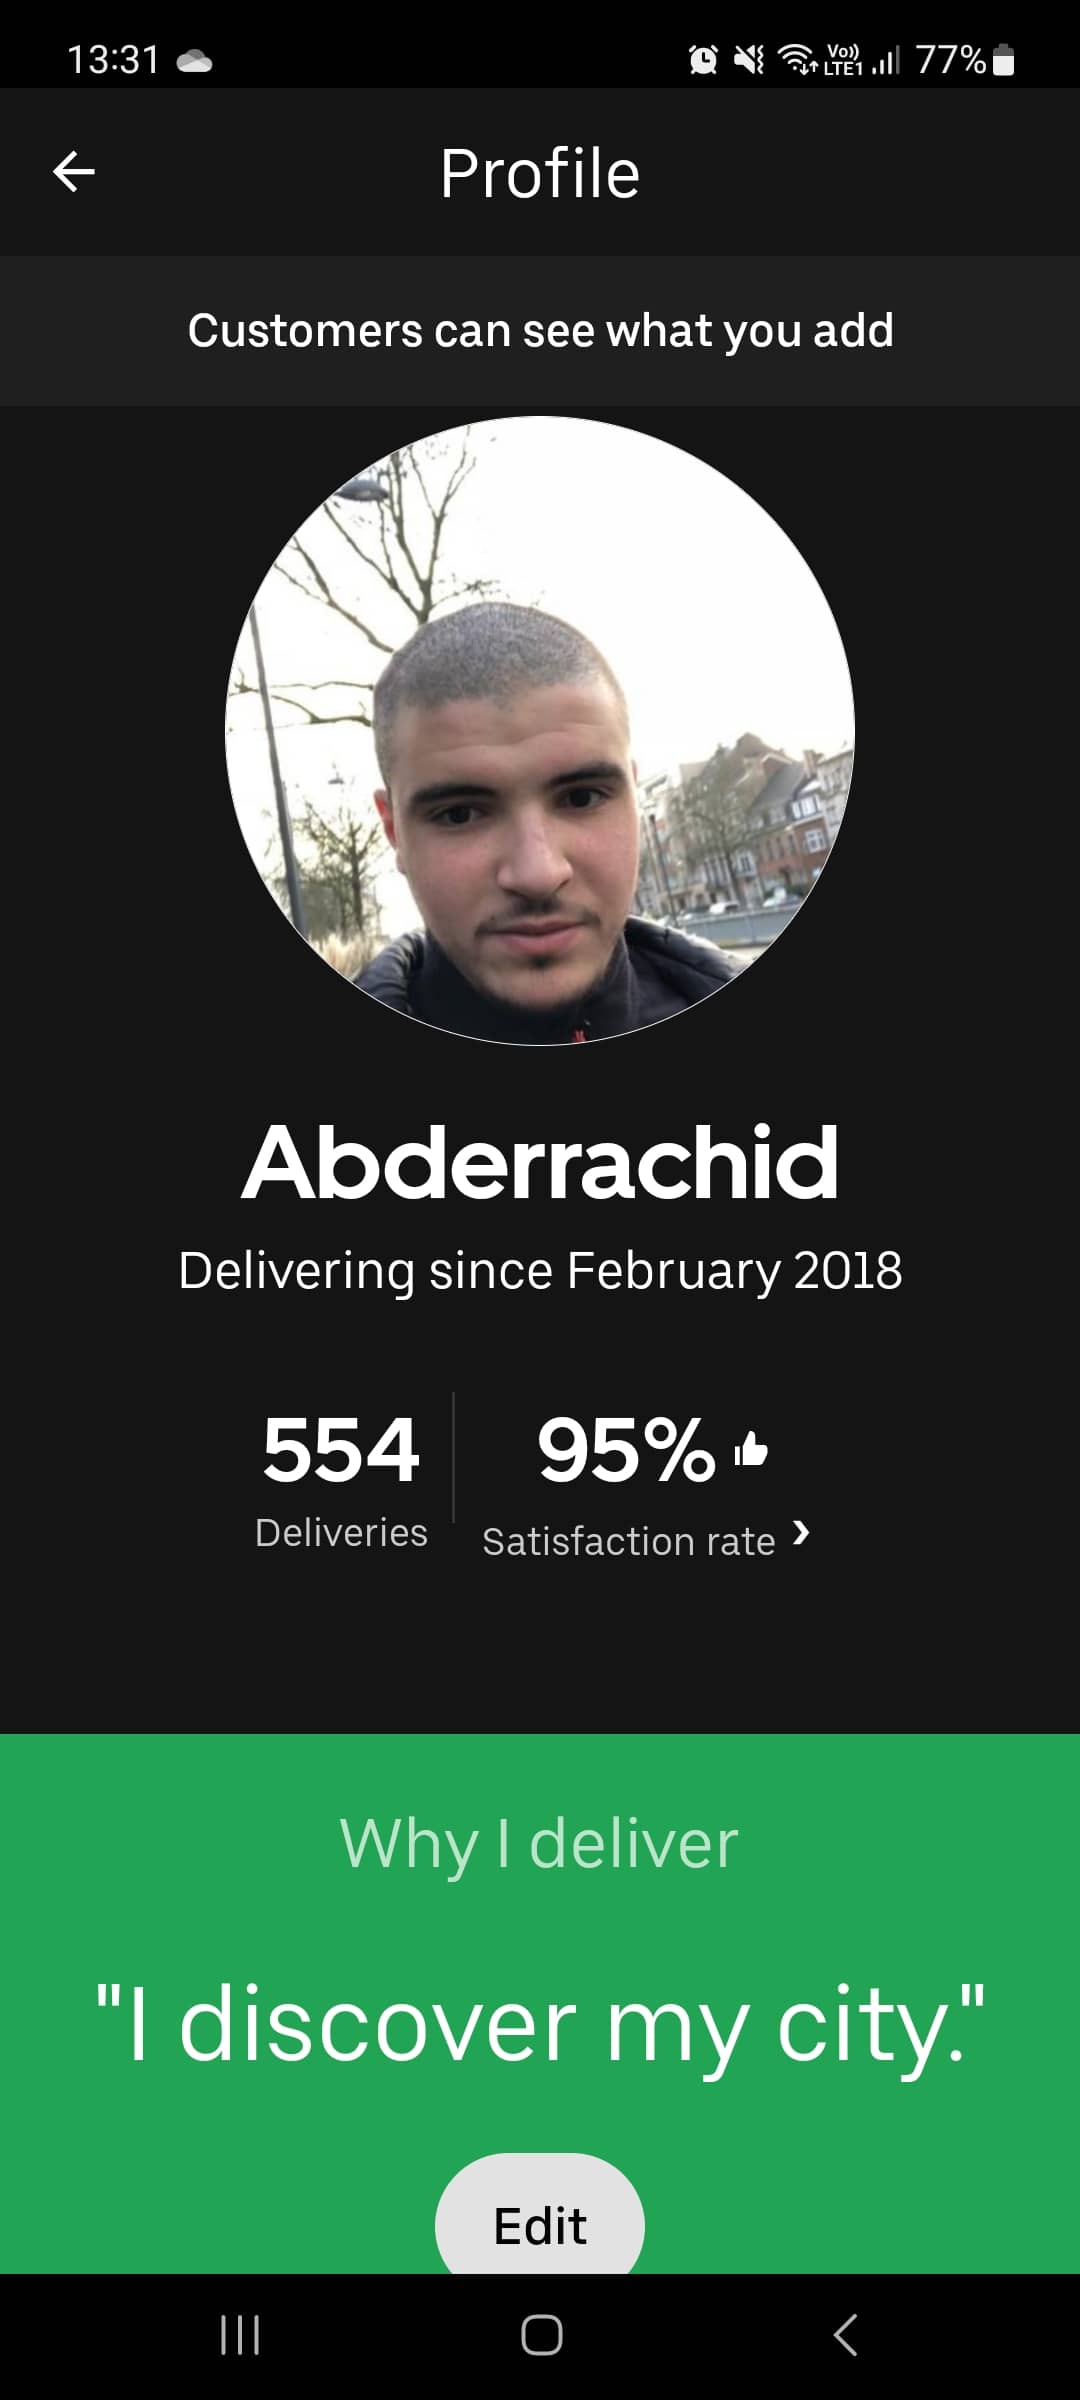 13:31 Vo)) LTE1 77%
Profile
Customers can see what you add
Abderrachid
Delivering since February 2018
554 95%
Deliveries Satisfaction rate
Why I deliver
"I discover my city."
Edit